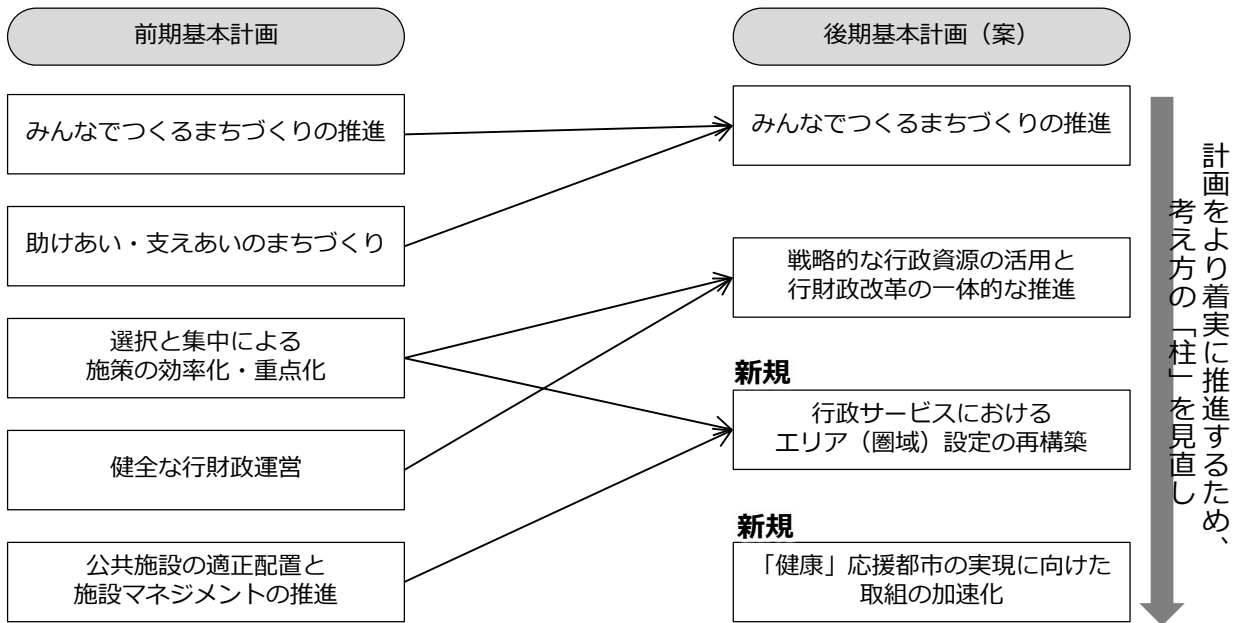 前期基本計画
みんなでつくるまちづくりの推進
助けあい・支えあいのまちづくり
選択と集中による
施策の効率化・重点化
健全な行財政運営
公共施設の適正配置と
施設マネジメントの推進
後期基本計画（案）
みんなでつくるまちづくりの推進
戦略的な行政資源の活用と
行財政改革の一体的な推進
新規
行政サービスにおける
エリア（圏域）設定の再構築
新規
「健康」応援都市の実現に向けた
取組の加速化
計画をより着実に推進するため、
考え方の「柱」を見直し